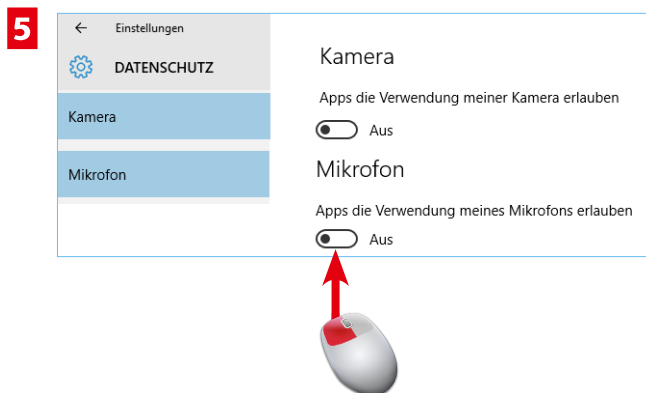 5
Einstellungen
DATENSCHUTZ
Kamera
Mikrofon
Kamera
Apps die Verwendung meiner Kamera erlauben
Aus
Mikrofon
Apps die Verwendung meines Mikrofons erlauben
Aus